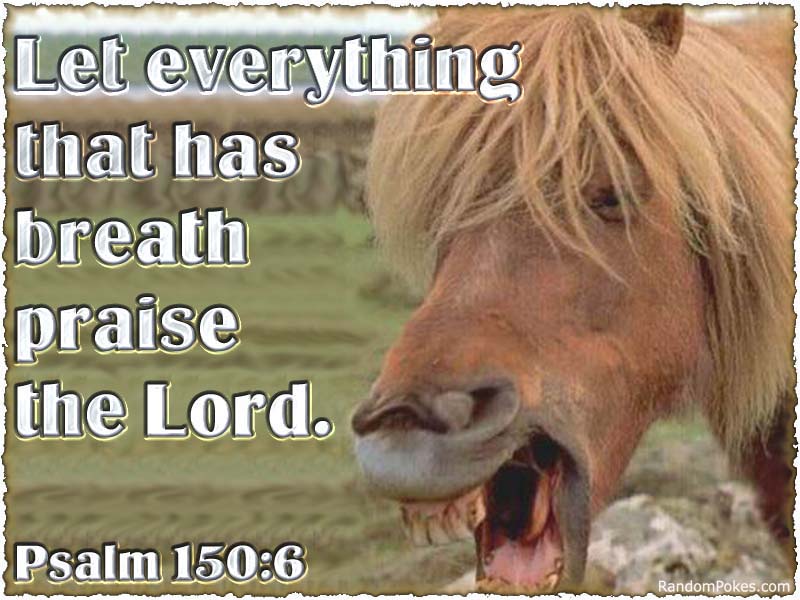 Let everything
that has
breath
praise
the Lord.
Psalm 150:6
RandomPokes.com